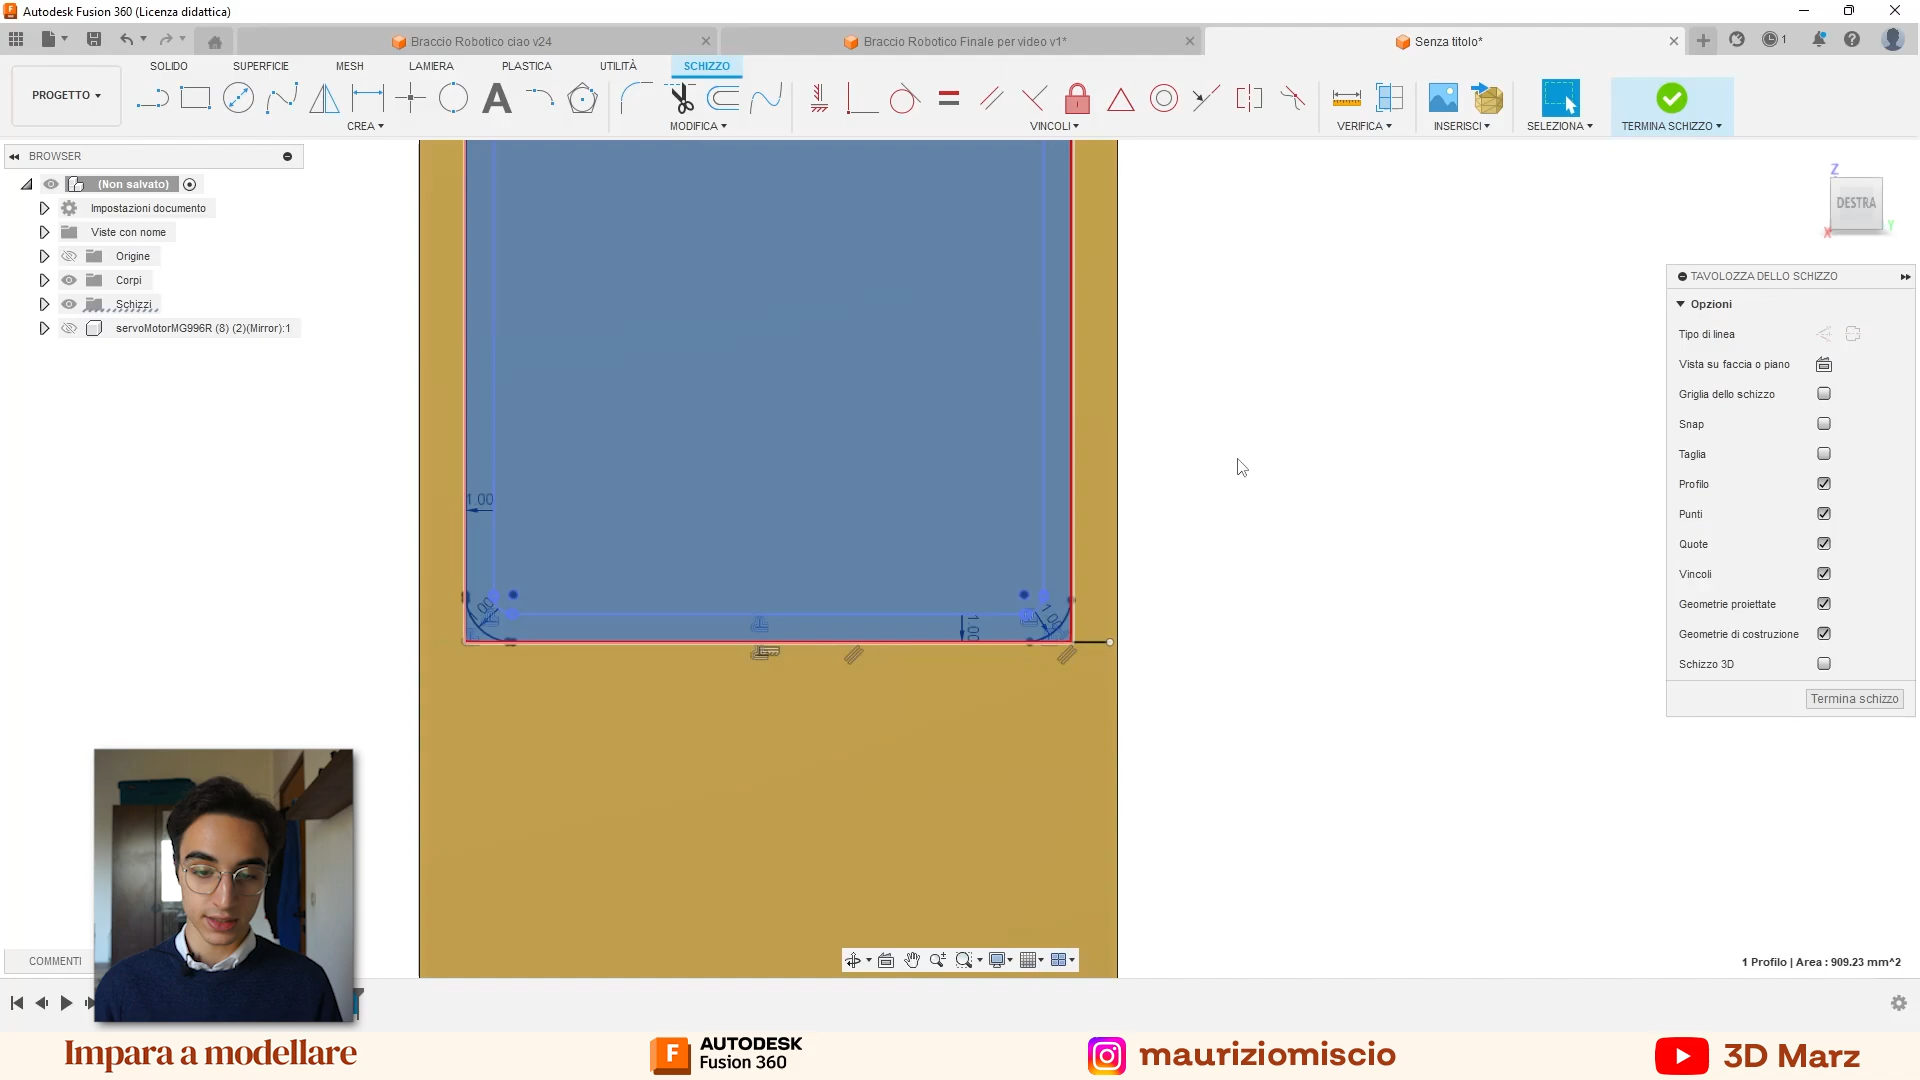 Autodesk Fusion 360 (Licenza didattica)
Braccio Robotico ciao v24
Braccio Robotico Finale per video v1*
Senza titolo*
1
SOLIDO
SUPERFICIE
MESH
LAMIERA
PLASTICA
UTILITÀ
SCHIZZO
PROGETTO
CREA
MODIFICA
VINCOLI
VERIFICA
INSERISCI
SELEZIONA
TERMINA SCHIZZO
BROWSER
(Non salvato)
Impostazioni documento
Viste con nome
Origine
Corpi
Schizzi
servoMotorMG996R (8) (2)(Mirror):1
Z
DESTRA
X
Y
TAVOLOZZA DELLO SCHIZZO
Opzioni
Tipo di linea
Vista su faccia o piano
Griglia dello schizzo
Snap
Taglia
Profilo
Punti
Quote
Vincoli
Geometrie proiettate
Geometrie di costruzione
Schizzo 3D
Termina schizzo
1.00
1.00
COMMENTI
1 Profilo | Area : 909.23 mm^2
Impara a modellare
AUTODESK
Fusion 360
mauriziomiscio
3D Marz